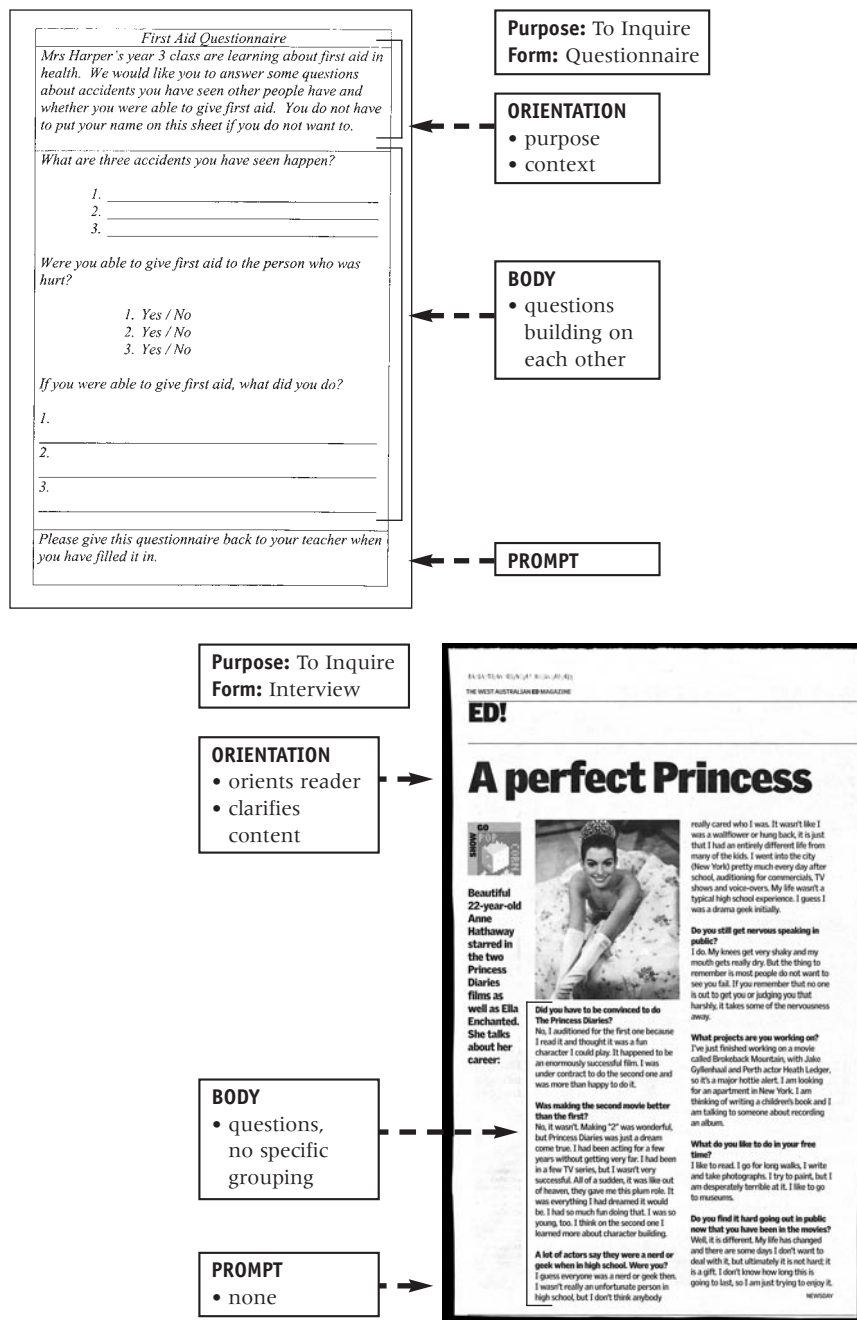 First Aid Questionnaire
Mrs Harper's year 3 class are learning about first aid in
health. We would like you to answer some questions
about accidents you have seen other people have and
whether you were able to give first aid. You do not have
to put your name on this sheet if you do not want to.
What are three accidents you have seen happen?
1.
2.
3.
Were you able to give first aid to the person who was
hurt?
1. Yes / No
2. Yes / No
3. Yes / No
If you were able to give first aid, what did you do?
1.
2.
3.
Please give this questionnaire back to your teacher when
you have filled it in.
Purpose: To Inquire
Form: Questionnaire
ORIENTATION
• purpose
• context
BODY
• questions
building on
each other
PROMPT
Purpose: To Inquire
Form: Interview
ORIENTATION
• orients reader
• clarifies
content
BODY
• questions,
no specific
grouping
PROMPT
• none
THE WEST AUSTRALIAN ED MAGAZINE
ED!
A perfect Princess
GO
SHOW
POP
CORN
Beautiful
22-year-old
Anne
Hathaway
starred in
the two
Princess
Diaries
films as
well as Ella
Enchanted.
She talks
about her
career:
Did you have to be convinced to do
The Princess Diaries?
No, I auditioned for the first one because
I read it and thought it was a fun
character I could play. It happened to be
an enormously successful film. I was
under contract to do the second one and
was more than happy to do it.
Was making the second movie better
than the first?
No, it wasn't. Making "2" was wonderful,
but Princess Diaries was just a dream
come true. I had been acting for a few
years without getting very far. I had been
in a few TV series, but I wasn't very
successful. All of a sudden, it was like out
of heaven, they gave me this plum role. It
was everything I had dreamed it would
be. I had so much fun doing that. I was so
young, too. I think on the second one I
learned more about character building.
A lot of actors say they were a nerd or
geek when in high school. Were you?
I guess everyone was a nerd or geek then.
I wasn't really an unfortunate person in
high school, but I don't think anybody
really cared who I was. It wasn't like I
was a wallflower or hung back, it is just
that I had an entirely different life from
many of the kids. I went into the city
(New York) pretty much every day after
school, auditioning for commercials, TV
shows and voice-overs. My life wasn't a
typical high school experience. I guess I
was a drama geek initially.
Do you still get nervous speaking in
public?
I do. My knees get very shaky and my
mouth gets really dry. But the thing to
remember is most people do not want to
see you fail. If you remember that no one
is out to get you or judging you that
harshly, it takes some of the nervousness
away.
What projects are you working on?
I've just finished working on a movie
called Brokeback Mountain, with Jake
Gyllenhaal and Perth actor Heath Ledger,
so it's a major hottie alert. I am looking
for an apartment in New York. I am
thinking of writing a children's book and I
am talking to someone about recording
an album.
What do you like to do in your free
time?
I like to read. I go for long walks, I write
and take photographs. I try to paint, but I
am desperately terrible at it. I like to go
to museums.
Do you find it hard going out in public
now that you have been in the movies?
Well, it is different. My life has changed
and there are some days I don't want to
deal with it, but ultimately it is not hard; it
is a gift. I don't know how long this is
going to last, so I am just trying to enjoy it.
NEWSDAY